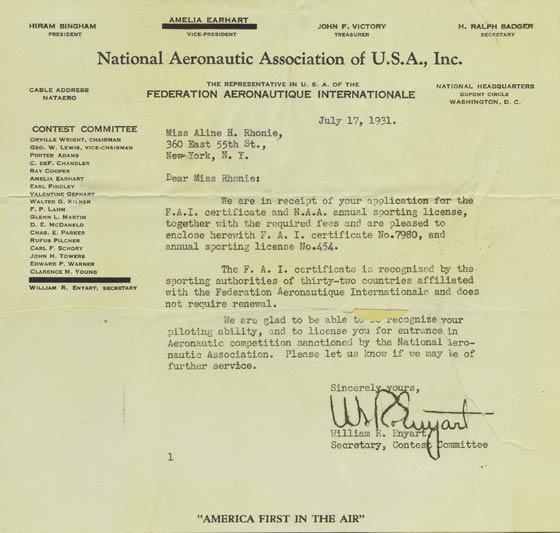 HIRAM BINGHAM
PRESIDENT
AMELIA EARHART
VICE-PRESIDENT
JOHN F. VICTORY
TREASURER
H. RALPH BADGER
SECRETARY
National Aeronautic Association of U.S.A., Inc.
CABLE ADDRESS
NATAERO
THE REPRESENTATIVE IN U. S. A. OF THE
FEDERATION AERONAUTIQUE INTERNATIONALE
NATIONAL HEADQUARTERS
DUPONT CIRCLE
WASHINGTON, D. C.
CONTEST COMMITTEE
ORVILLE WRIGHT, CHAIRMAN
GEO. W. LEWIS, VICE-CHAIRMAN
PORTER ADAMS
C. DEF. CHANDLER
RAY COOPER
AMELIA EARHART
EARL FINDLEY
VALENTINE GEPHART
WALTER G. KILNER
F. P. LAHM
GLENN L. MARTIN
D. E. MCDANELD
CHAS. E. PARKER
RUFUS PILCHER
CARL F. SCHORY
JOHN H. TOWERS
EDWARD P. WARNER
CLARENCE M. YOUNG
WILLIAM R. ENYART, SECRETARY
July 17, 1931.
Miss Aline H. Rhonie,
360 East 55th St.,
New York, N. Y.
Dear Miss Rhonie:
We are in receipt of your application for the
F.A.I. certificate and N.A.A. annual sporting license,
together with the required fees and are pleased to
enclose herewith F. A. I. certificate No.7980, and
annual sporting license No.454.
The F. A. I. certificate is recognized by the
sporting authorities of thirty-two countries affiliated
with the Federation Aeronautique Internationale and does
not require renewal.
We are glad to be able to recognize your
piloting ability, and to license you for entrance in
Aeronautic competition sanctioned by the National Aero-
nautic Association. Please let us know if we may be of
further service.
Sincerely yours,
Wm R. Enyart
William R. Enyart
Secretary, Contest Committee
1
"AMERICA FIRST IN THE AIR"